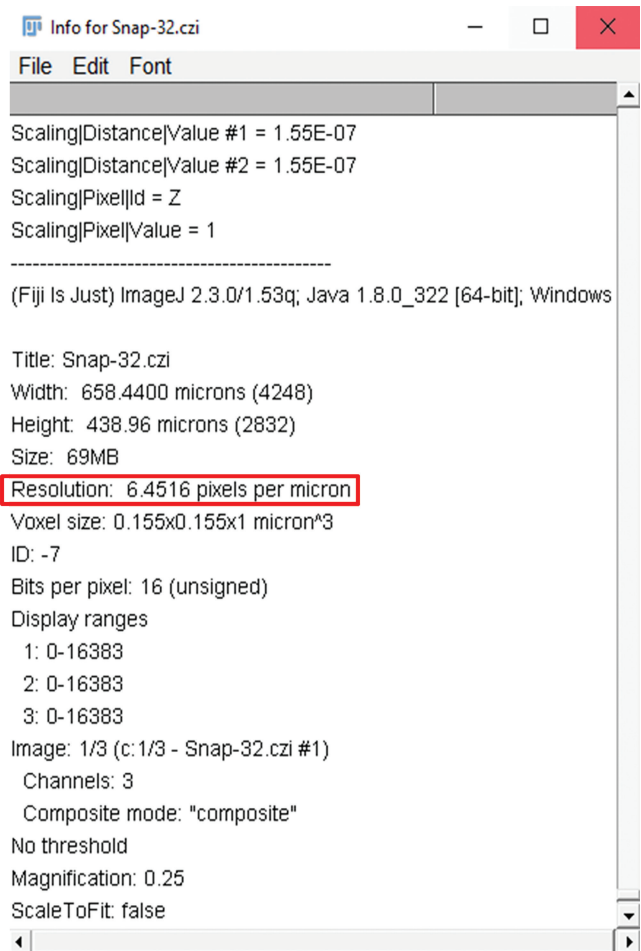 Info for Snap-32.czi
File Edit Font
Scaling|Distance|Value #1 = 1.55E-07
Scaling|Distance|Value #2 = 1.55E-07
Scaling|Pixel|Id = Z
Scaling|Pixel|Value = 1
--------------------------------------------
(Fiji Is Just) ImageJ 2.3.0/1.53q; Java 1.8.0_322 [64-bit]; Windows
Title: Snap-32.czi
Width: 658.4400 microns (4248)
Height: 438.96 microns (2832)
Size: 69MB
Resolution: 6.4516 pixels per micron
Voxel size: 0.155x0.155x1 micron^3
ID: -7
Bits per pixel: 16 (unsigned)
Display ranges
1: 0-16383
2: 0-16383
3: 0-16383
Image: 1/3 (c:1/3 - Snap-32.czi #1)
Channels: 3
Composite mode: "composite"
No threshold
Magnification: 0.25
ScaleToFit: false